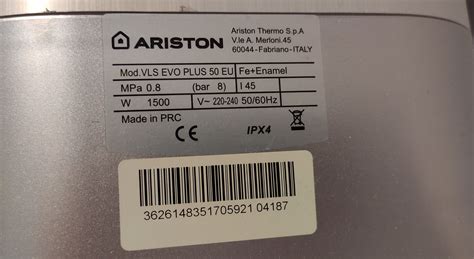 ARISTON
Ariston Thermo S.p.A
V.le A. Merloni.45
60044-Fabriano-ITALY
Mod.VLS EVO PLUS 50 EU Fe+Enamel
MPa 0.8 (bar 8) I 45
W 1500 V~ 220-240 50/60Hz
Made in PRC
CE IPX4
3626148351705921 04187